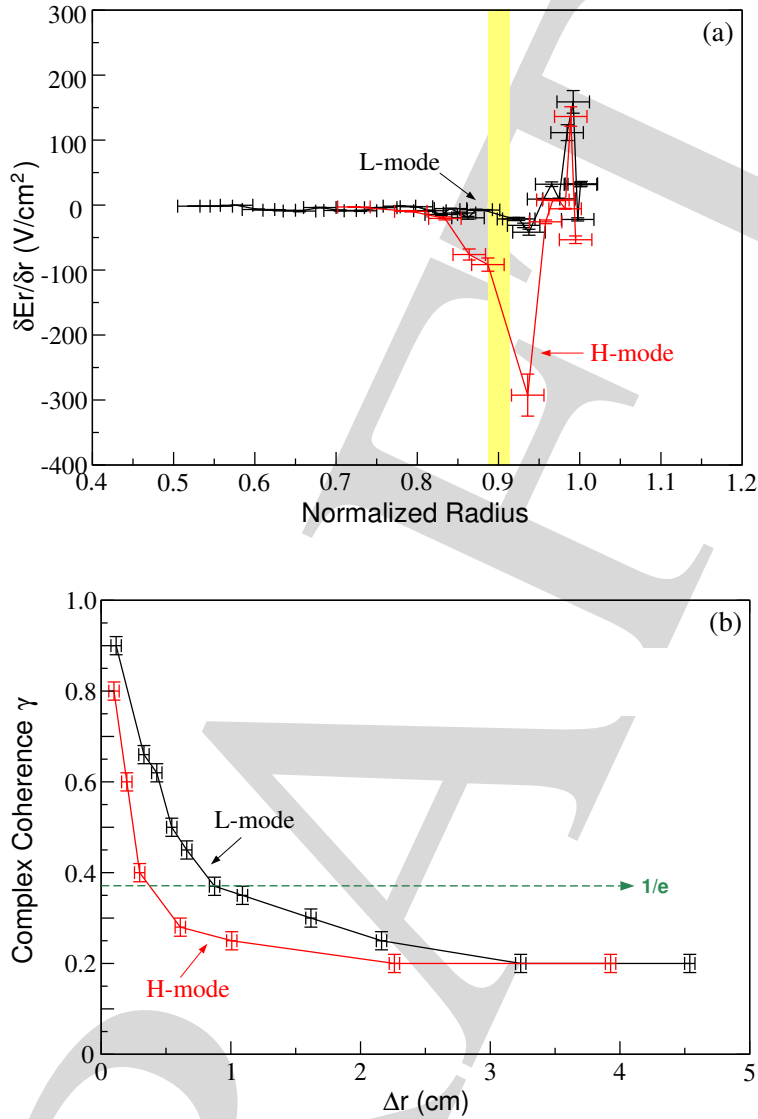 300
(a)
200
100
L-mode
0
-100
H-mode
-200
-300
-400
δEr/δr (V/cm²)
0.4 0.5 0.6 0.7 0.8 0.9 1.0 1.1 1.2
Normalized Radius
1.0
(b)
0.8
0.6
L-mode
0.4
1/e
0.2
H-mode
0
Complex Coherence γ
0 1 2 3 4 5
Δr (cm)